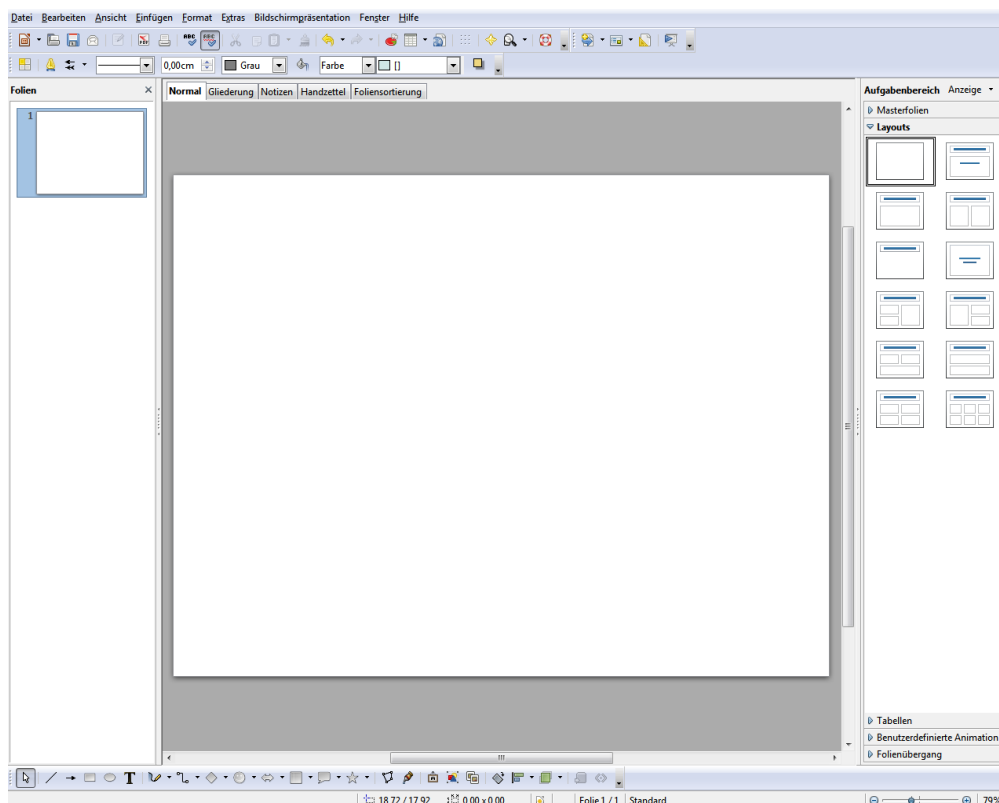 Datei Bearbeiten Ansicht Einfügen Format Extras Bildschirmpräsentation Fenster Hilfe
0,00cm Grau Farbe []
Folien
Normal Gliederung Notizen Handzettel Foliensortierung
Aufgabenbereich Anzeige
Masterfolien
Layouts
1
Tabellen
Benutzerdefinierte Animation
Folienübergang
18,72 / 17,92 0,00 x 0,00 Folie 1 / 1 Standard 79%